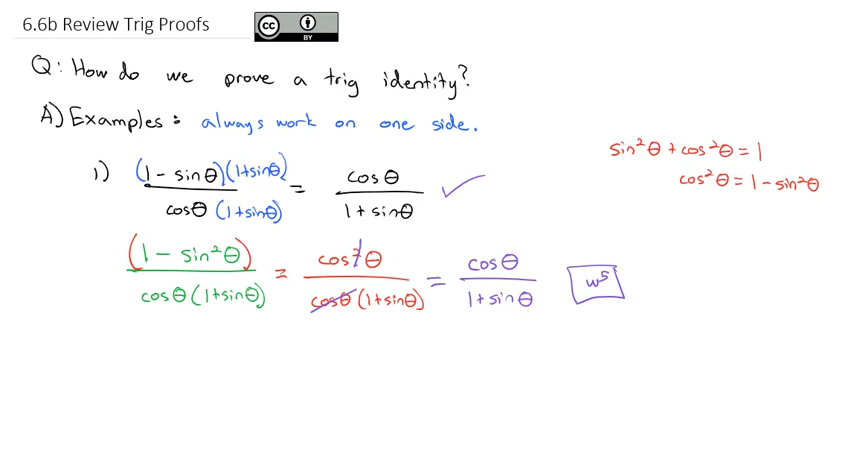 6.6b Review Trig Proofs
cc BY
Q: How do we prove a trig identity?
A) Examples: always work on one side.
sin²θ + cos²θ = 1
cos²θ = 1 - sin²θ
1) (1 - sinθ)(1+sinθ) / cosθ (1+sinθ) = cosθ / 1+sinθ ✓
(1 - sin²θ) / cosθ(1+sinθ) = cos²θ / cosθ(1+sinθ) = cosθ / 1+sinθ w⁵